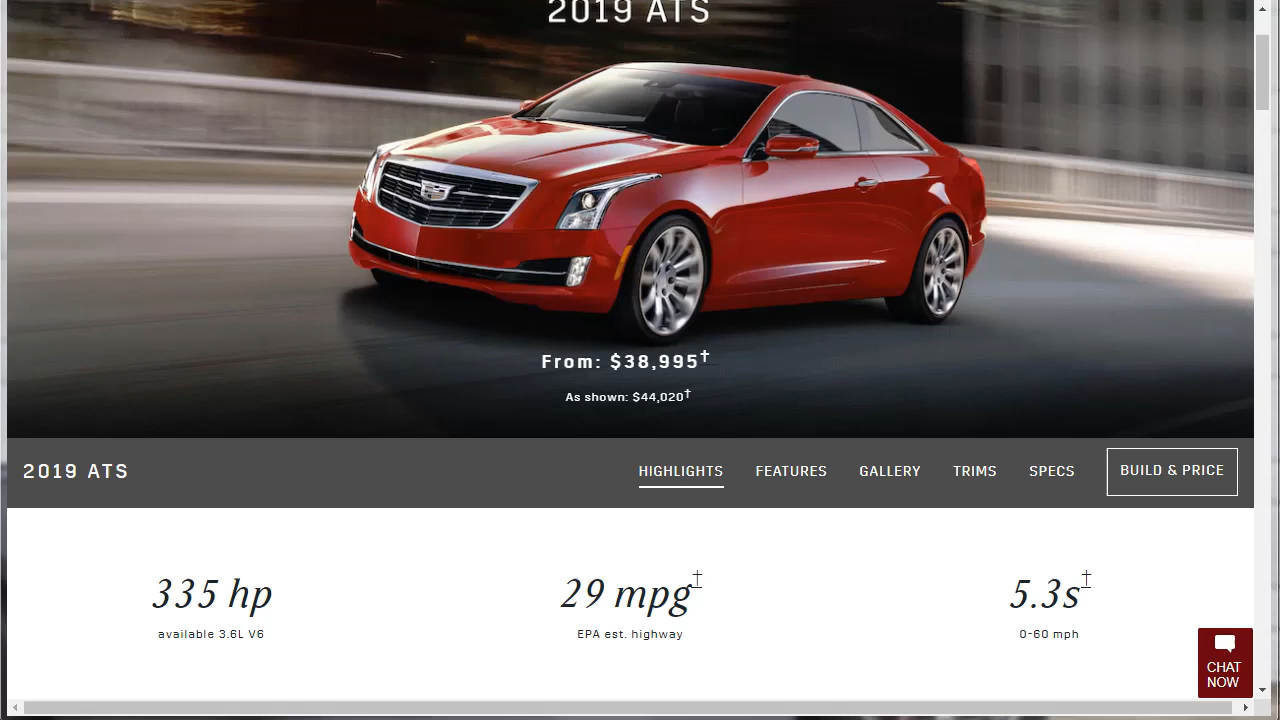 2019 ATS
From: $38,995†
As shown: $44,020†
2019 ATS
HIGHLIGHTS
FEATURES
GALLERY
TRIMS
SPECS
BUILD & PRICE
335 hp
available 3.6L V6
29 mpg†
EPA est. highway
5.3s†
0-60 mph
CHAT
NOW